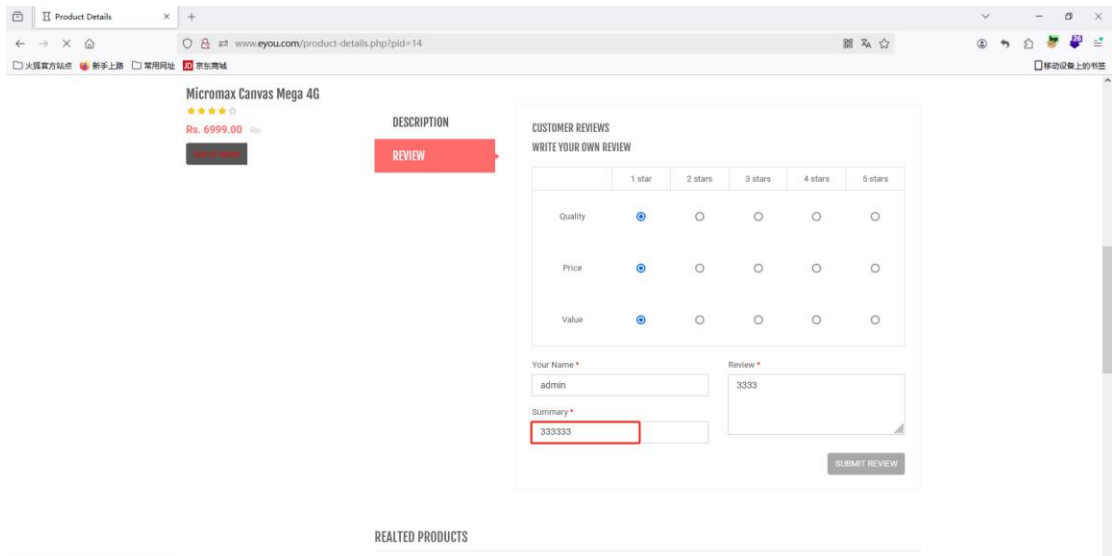 Product Details
www.eyou.com/product-details.php?pid=14
火狐官方站点 新手上路 常用网址 JD 京东商城 移动设备上的书签
Micromax Canvas Mega 4G
Rs. 6999.00 Rs.
DESCRIPTION
REVIEW
CUSTOMER REVIEWS
WRITE YOUR OWN REVIEW
1 star 2 stars 3 stars 4 stars 5 stars
Quality
Price
Value
Your Name *
admin
Summary *
333333
Review *
3333
SUBMIT REVIEW
REALTED PRODUCTS